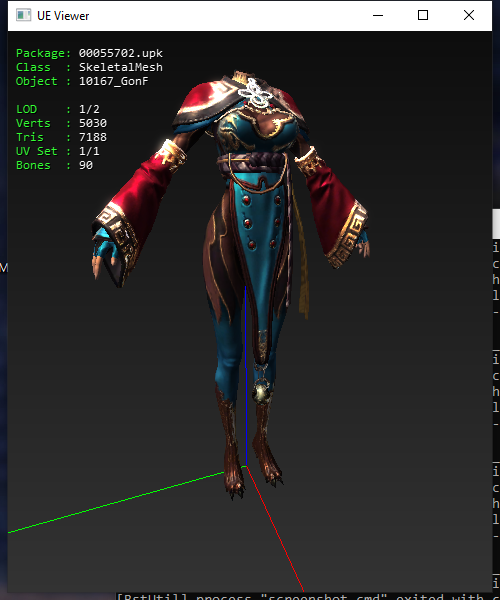 UE Viewer
Package: 00055702.upk
Class : SkeletalMesh
Object : 10167_GonF
LOD : 1/2
Verts : 5030
Tris : 7188
UV Set : 1/1
Bones : 90
M
i
c
h
l
-
i
c
h
l
-
i
c
h
l
-
i
[BstUtil] process "screenshot.cmd" exited with c